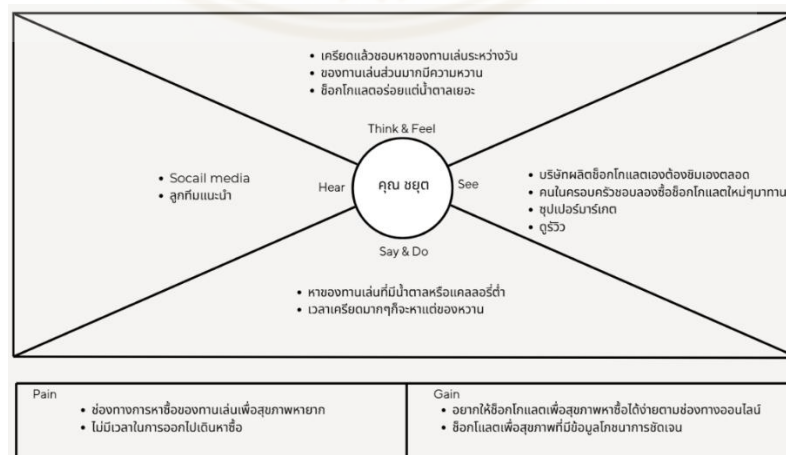 เครียดแล้วชอบหาของทานเล่นระหว่างวัน
ของทานเล่นส่วนมากมีความหวาน
ช็อกโกแลตอร่อยแต่น้ำตาลเยอะ
Think & Feel
Socail media
ลูกทีมแนะนำ
Hear
คุณ ชยุต
See
บริษัทผลิตช็อกโกแลตเองต้องชิมเองตลอด
คนในครอบครัวชอบลองซื้อช็อกโกแลตใหม่ๆมาทาน
ซุปเปอร์มาร์เกต
ดูรีวิว
Say & Do
หาของทานเล่นที่มีน้ำตาลหรือแคลลอรี่ต่ำ
เวลาเครียดมากๆก็จะหาแต่ของหวาน
Pain
ช่องทางการหาซื้อของทานเล่นเพื่อสุขภาพหายาก
ไม่มีเวลาในการออกไปเดินหาซื้อ
Gain
อยากให้ช็อกโกแลตเพื่อสุขภาพหาซื้อได้ง่ายตามช่องทางออนไลน์
ช็อกโแลตเพื่อสุขภาพที่มีข้อมูลโภชนาการชัดเจน